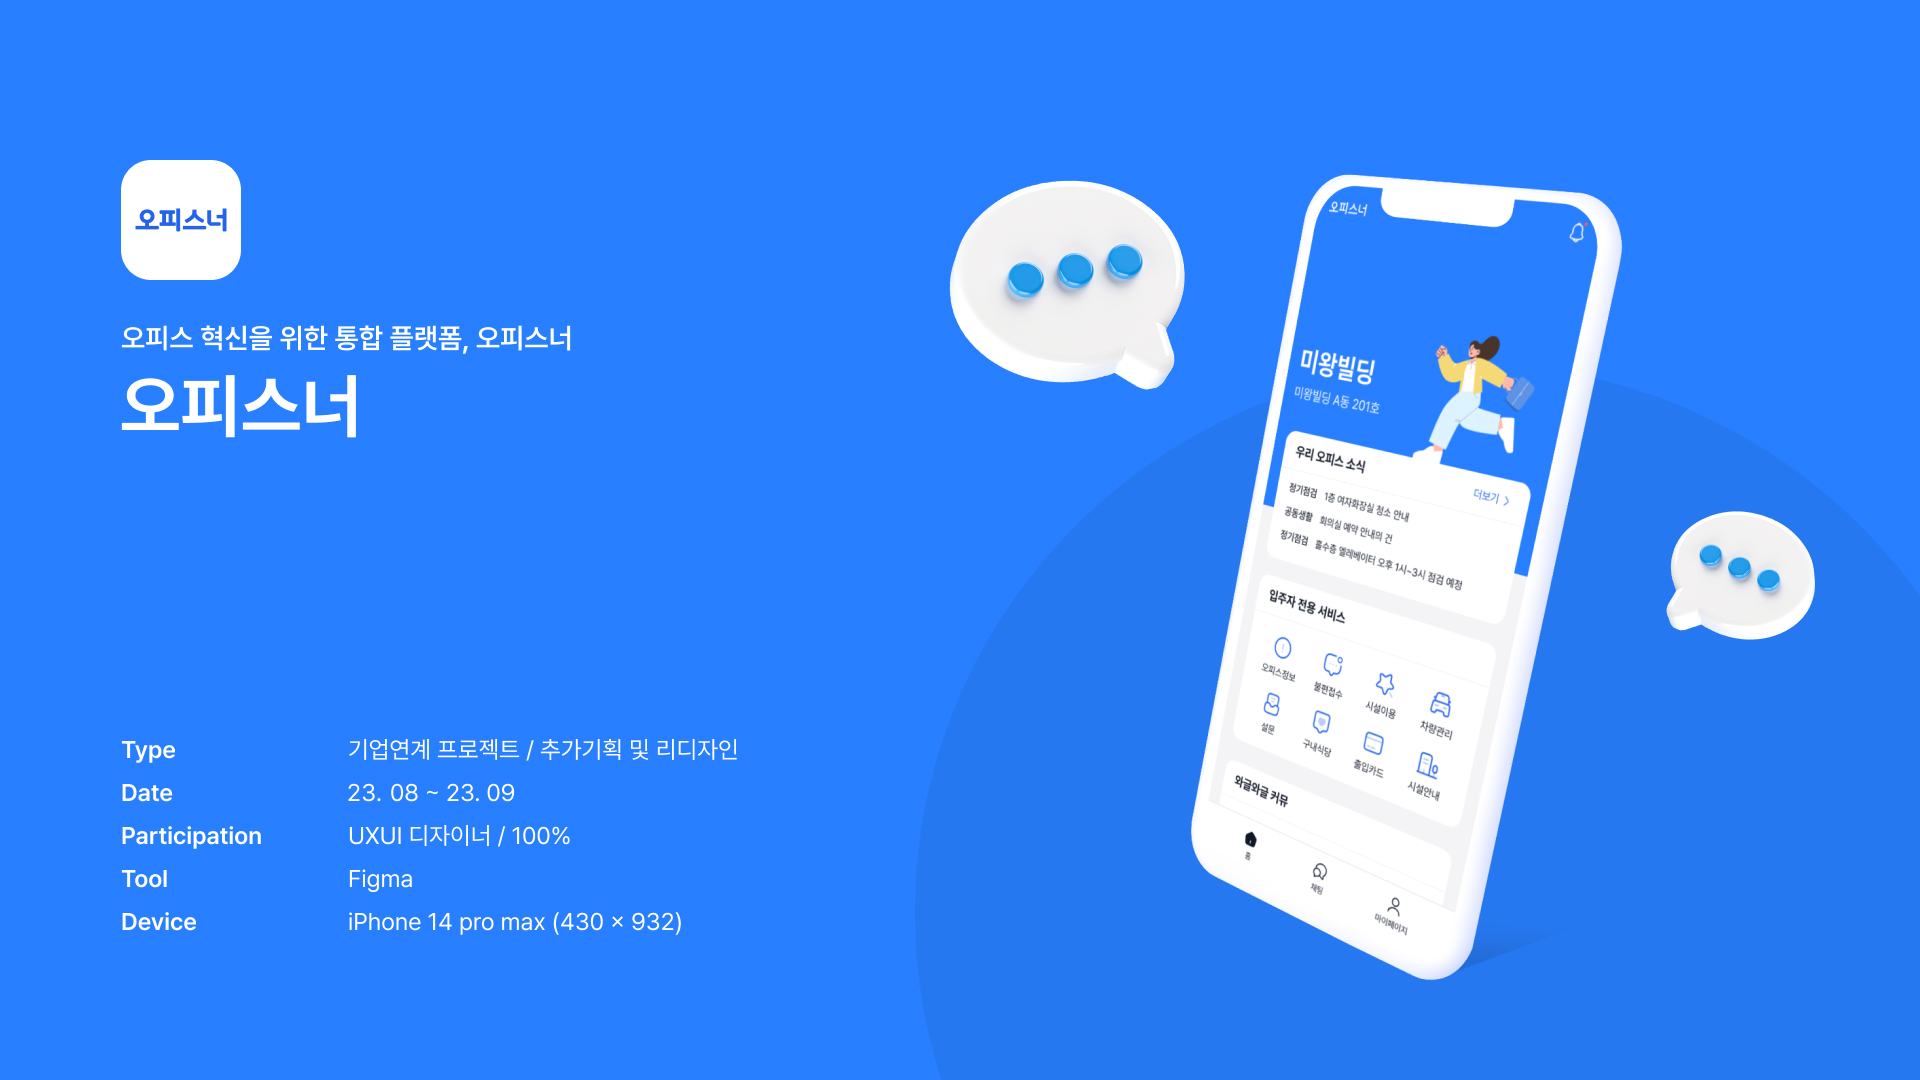 오피스너
오피스 혁신을 위한 통합 플랫폼, 오피스너
오피스너
Type 기업연계 프로젝트 / 추가기획 및 리디자인
Date 23. 08 ~ 23. 09
Participation UXUI 디자이너 / 100%
Tool Figma
Device iPhone 14 pro max (430 × 932)
오피스너
미왕빌딩
미왕빌딩 A동 201호
우리 오피스 소식
더보기 >
정기점검 1층 여자화장실 청소 안내
공동생활 회의실 예약 안내의 건
정기점검 홀수층 엘레베이터 오후 1시~3시 점검 예정
입주자 전용 서비스
오피스정보 불편접수 시설이용 차량관리
설문 구내식당 출입카드 시설안내
와글와글 커뮤
홈 채팅 마이페이지